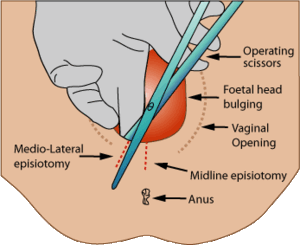 Operating
scissors
Foetal head
bulging
Vaginal
Opening
Medio-Lateral
episiotomy
Midline episiotomy
Anus